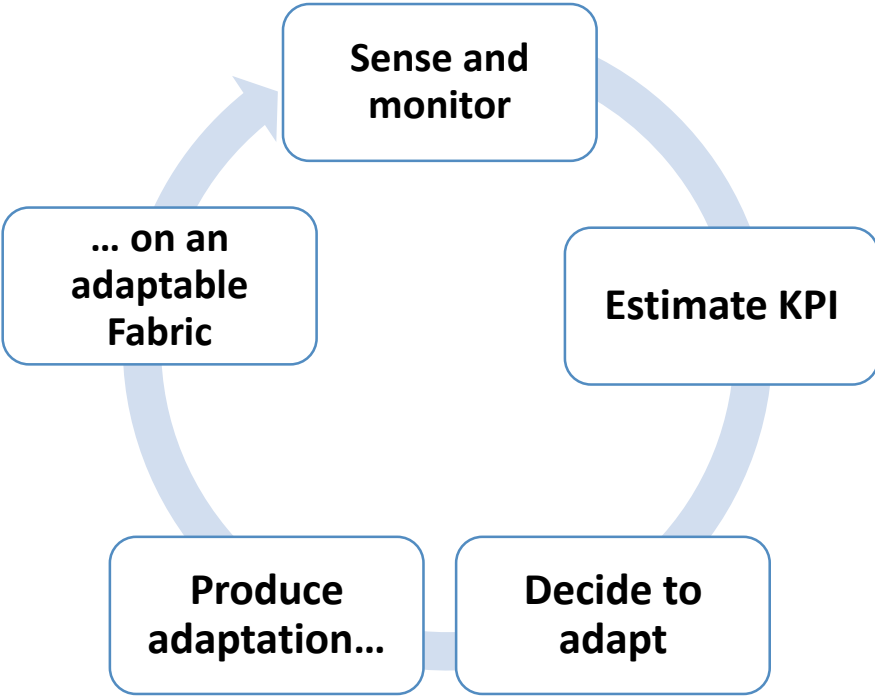 Sense and
monitor
Estimate KPI
Decide to
adapt
Produce
adaptation…
… on an
adaptable
Fabric